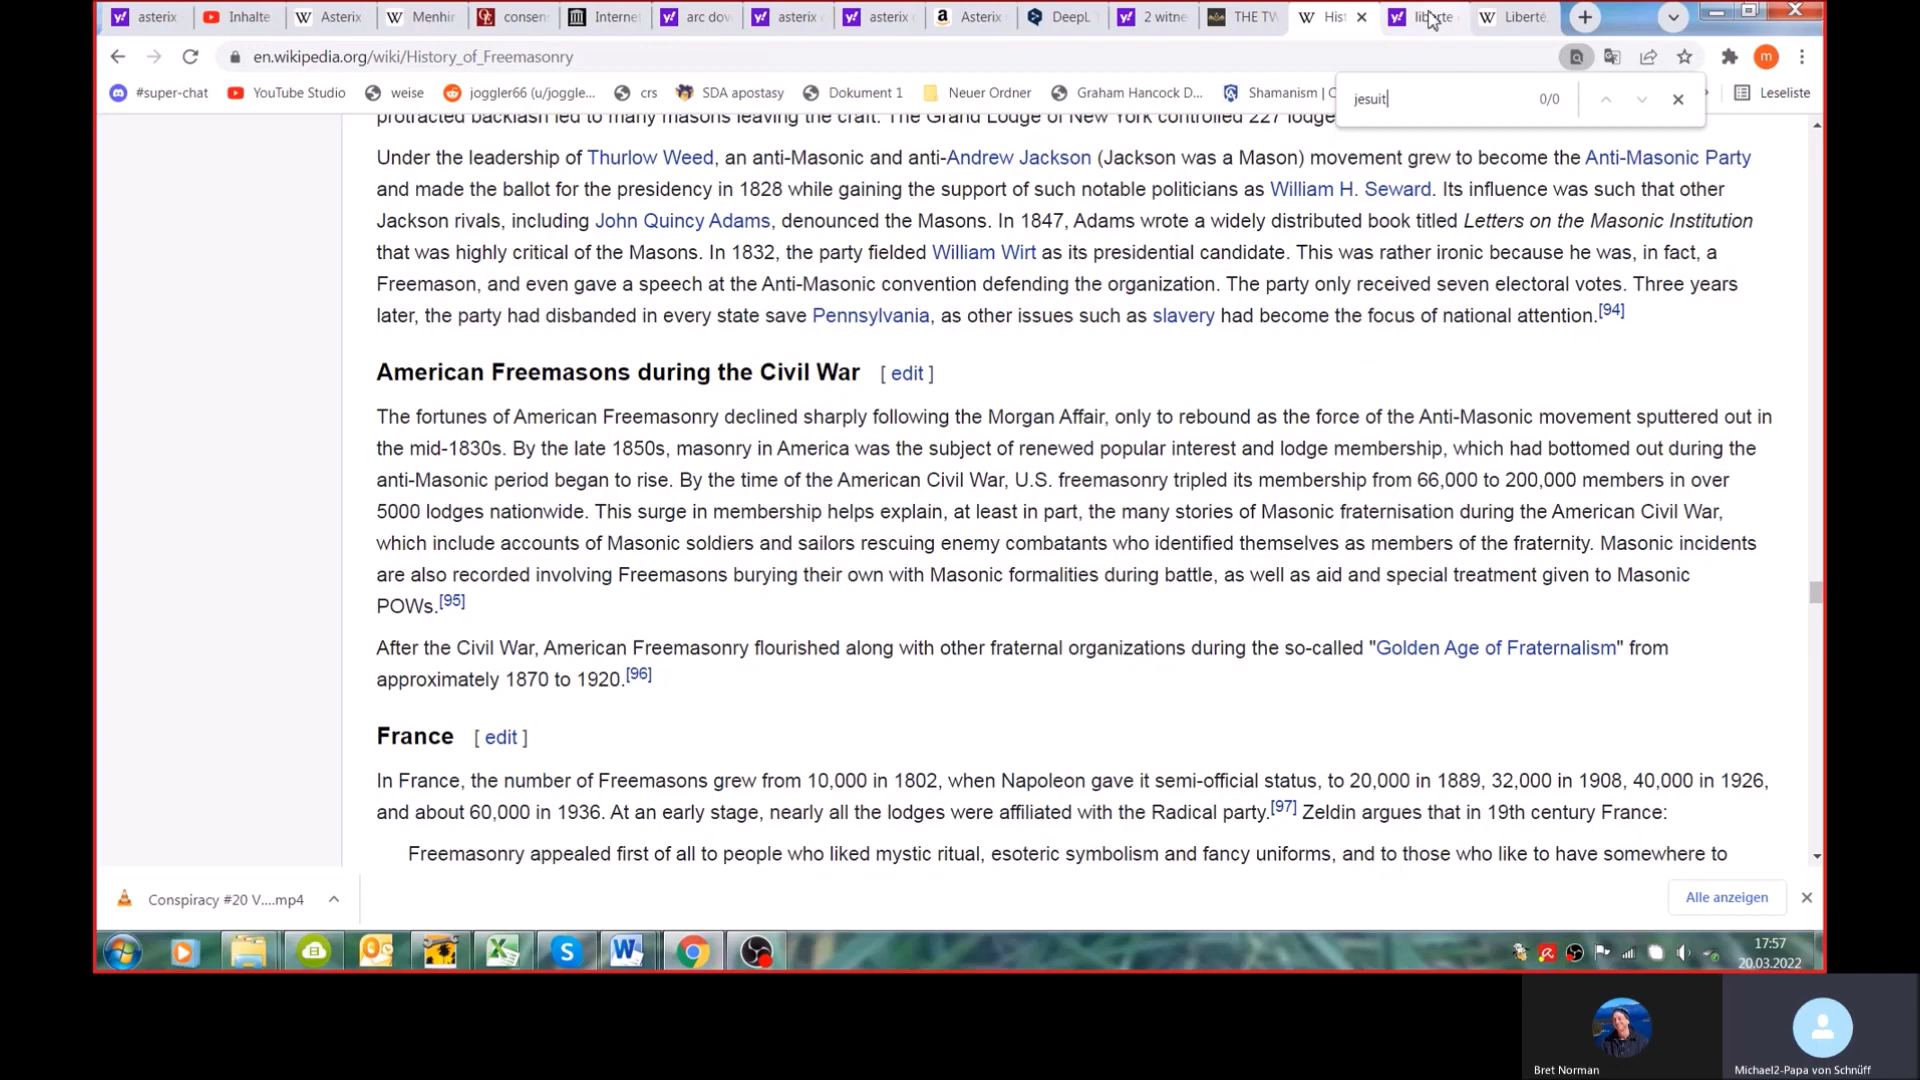 asterix
Inhalte
Asterix
Menhir
consen
Internet
arc dov
asterix
asterix
Asterix
DeepL
2 witne
THE TV
Hist
liberte
Liberté,
en.wikipedia.org/wiki/History_of_Freemasonry
m
#super-chat
YouTube Studio
weise
joggler66 (u/joggle...
crs
SDA apostasy
Dokument 1
Neuer Ordner
Graham Hancock D...
Shamanism | C
Leseliste
jesuit
0/0
protracted backlash led to many masons leaving the craft. The Grand Lodge of New York controlled 227 lodge
Under the leadership of Thurlow Weed, an anti-Masonic and anti-Andrew Jackson (Jackson was a Mason) movement grew to become the Anti-Masonic Party
and made the ballot for the presidency in 1828 while gaining the support of such notable politicians as William H. Seward. Its influence was such that other
Jackson rivals, including John Quincy Adams, denounced the Masons. In 1847, Adams wrote a widely distributed book titled Letters on the Masonic Institution
that was highly critical of the Masons. In 1832, the party fielded William Wirt as its presidential candidate. This was rather ironic because he was, in fact, a
Freemason, and even gave a speech at the Anti-Masonic convention defending the organization. The party only received seven electoral votes. Three years
later, the party had disbanded in every state save Pennsylvania, as other issues such as slavery had become the focus of national attention.[94]
American Freemasons during the Civil War [ edit ]
The fortunes of American Freemasonry declined sharply following the Morgan Affair, only to rebound as the force of the Anti-Masonic movement sputtered out in
the mid-1830s. By the late 1850s, masonry in America was the subject of renewed popular interest and lodge membership, which had bottomed out during the
anti-Masonic period began to rise. By the time of the American Civil War, U.S. freemasonry tripled its membership from 66,000 to 200,000 members in over
5000 lodges nationwide. This surge in membership helps explain, at least in part, the many stories of Masonic fraternisation during the American Civil War,
which include accounts of Masonic soldiers and sailors rescuing enemy combatants who identified themselves as members of the fraternity. Masonic incidents
are also recorded involving Freemasons burying their own with Masonic formalities during battle, as well as aid and special treatment given to Masonic
POWs.[95]
After the Civil War, American Freemasonry flourished along with other fraternal organizations during the so-called "Golden Age of Fraternalism" from
approximately 1870 to 1920.[96]
France [ edit ]
In France, the number of Freemasons grew from 10,000 in 1802, when Napoleon gave it semi-official status, to 20,000 in 1889, 32,000 in 1908, 40,000 in 1926,
and about 60,000 in 1936. At an early stage, nearly all the lodges were affiliated with the Radical party.[97] Zeldin argues that in 19th century France:
Freemasonry appealed first of all to people who liked mystic ritual, esoteric symbolism and fancy uniforms, and to those who like to have somewhere to
Conspiracy #20 V....mp4
Alle anzeigen
17:57
20.03.2022
Bret Norman
Michael2-Papa von Schnüff